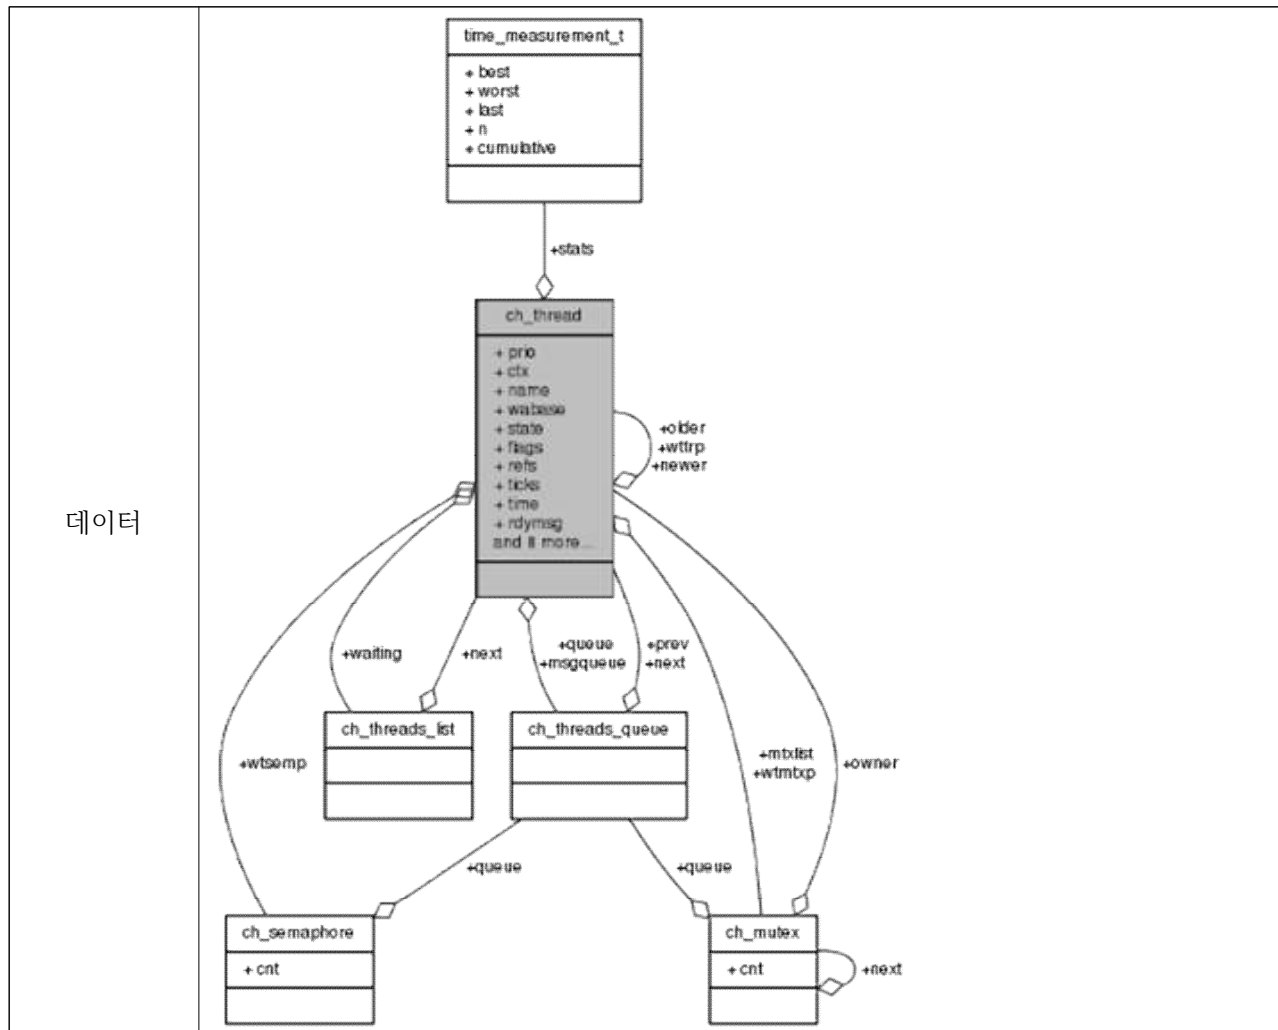 time_measurement_t
+ best
+ worst
+ last
+ n
+ cumulative
+stats
ch_thread
+ prio
+ ctx
+ name
+ wabase
+ state
+ flags
+ refs
+ ticks
+ time
+ rdymsg
and 8 more...
+older
+wttrp
+newer
데이터
+waiting
+next
+queue
+msgqueue
+prev
+next
ch_threads_list
ch_threads_queue
+wtsemp
+mtxlist
+wtmtxp
+owner
+queue
+queue
ch_semaphore
+ cnt
ch_mutex
+ cnt
+next